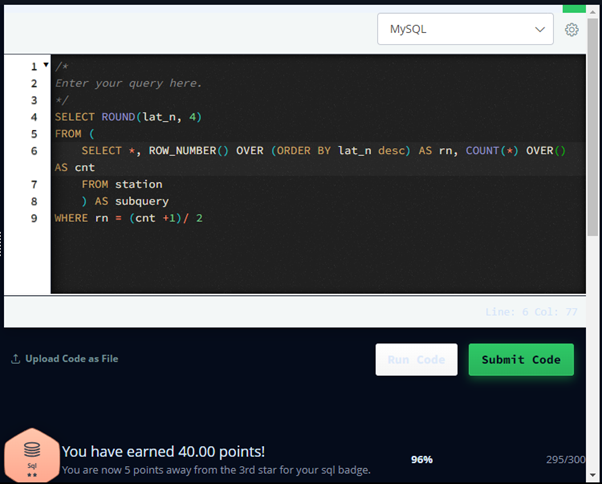 MySQL
1 /*
2 Enter your query here.
3 */
4 SELECT ROUND(lat_n, 4)
5 FROM (
6 SELECT *, ROW_NUMBER() OVER (ORDER BY lat_n desc) AS rn, COUNT(*) OVER()
AS cnt
7 FROM station
8 ) AS subquery
9 WHERE rn = (cnt +1)/ 2
Line: 6 Col: 77
Upload Code as File
Run Code
Submit Code
Sql
You have earned 40.00 points!
You are now 5 points away from the 3rd star for your sql badge.
96%
295/300